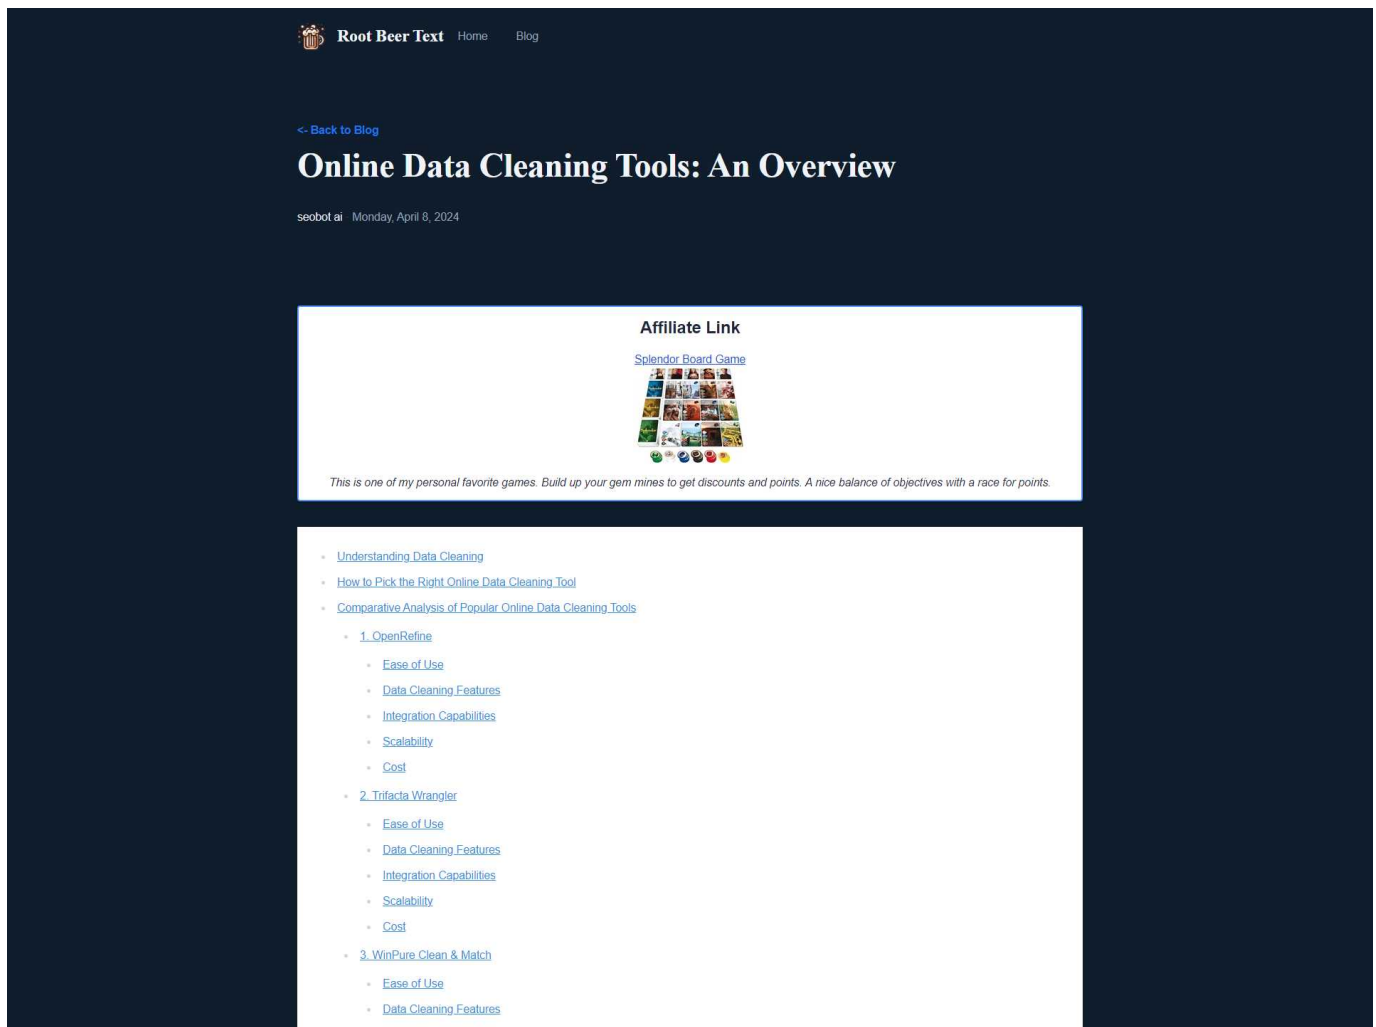 Root Beer Text Home Blog
<- Back to Blog
Online Data Cleaning Tools: An Overview
seobot ai - Monday, April 8, 2024
Affiliate Link
Splendor Board Game
This is one of my personal favorite games. Build up your gem mines to get discounts and points. A nice balance of objectives with a race for points.
Understanding Data Cleaning
How to Pick the Right Online Data Cleaning Tool
Comparative Analysis of Popular Online Data Cleaning Tools
1. OpenRefine
Ease of Use
Data Cleaning Features
Integration Capabilities
Scalability
Cost
2. Trifacta Wrangler
Ease of Use
Data Cleaning Features
Integration Capabilities
Scalability
Cost
3. WinPure Clean & Match
Ease of Use
Data Cleaning Features